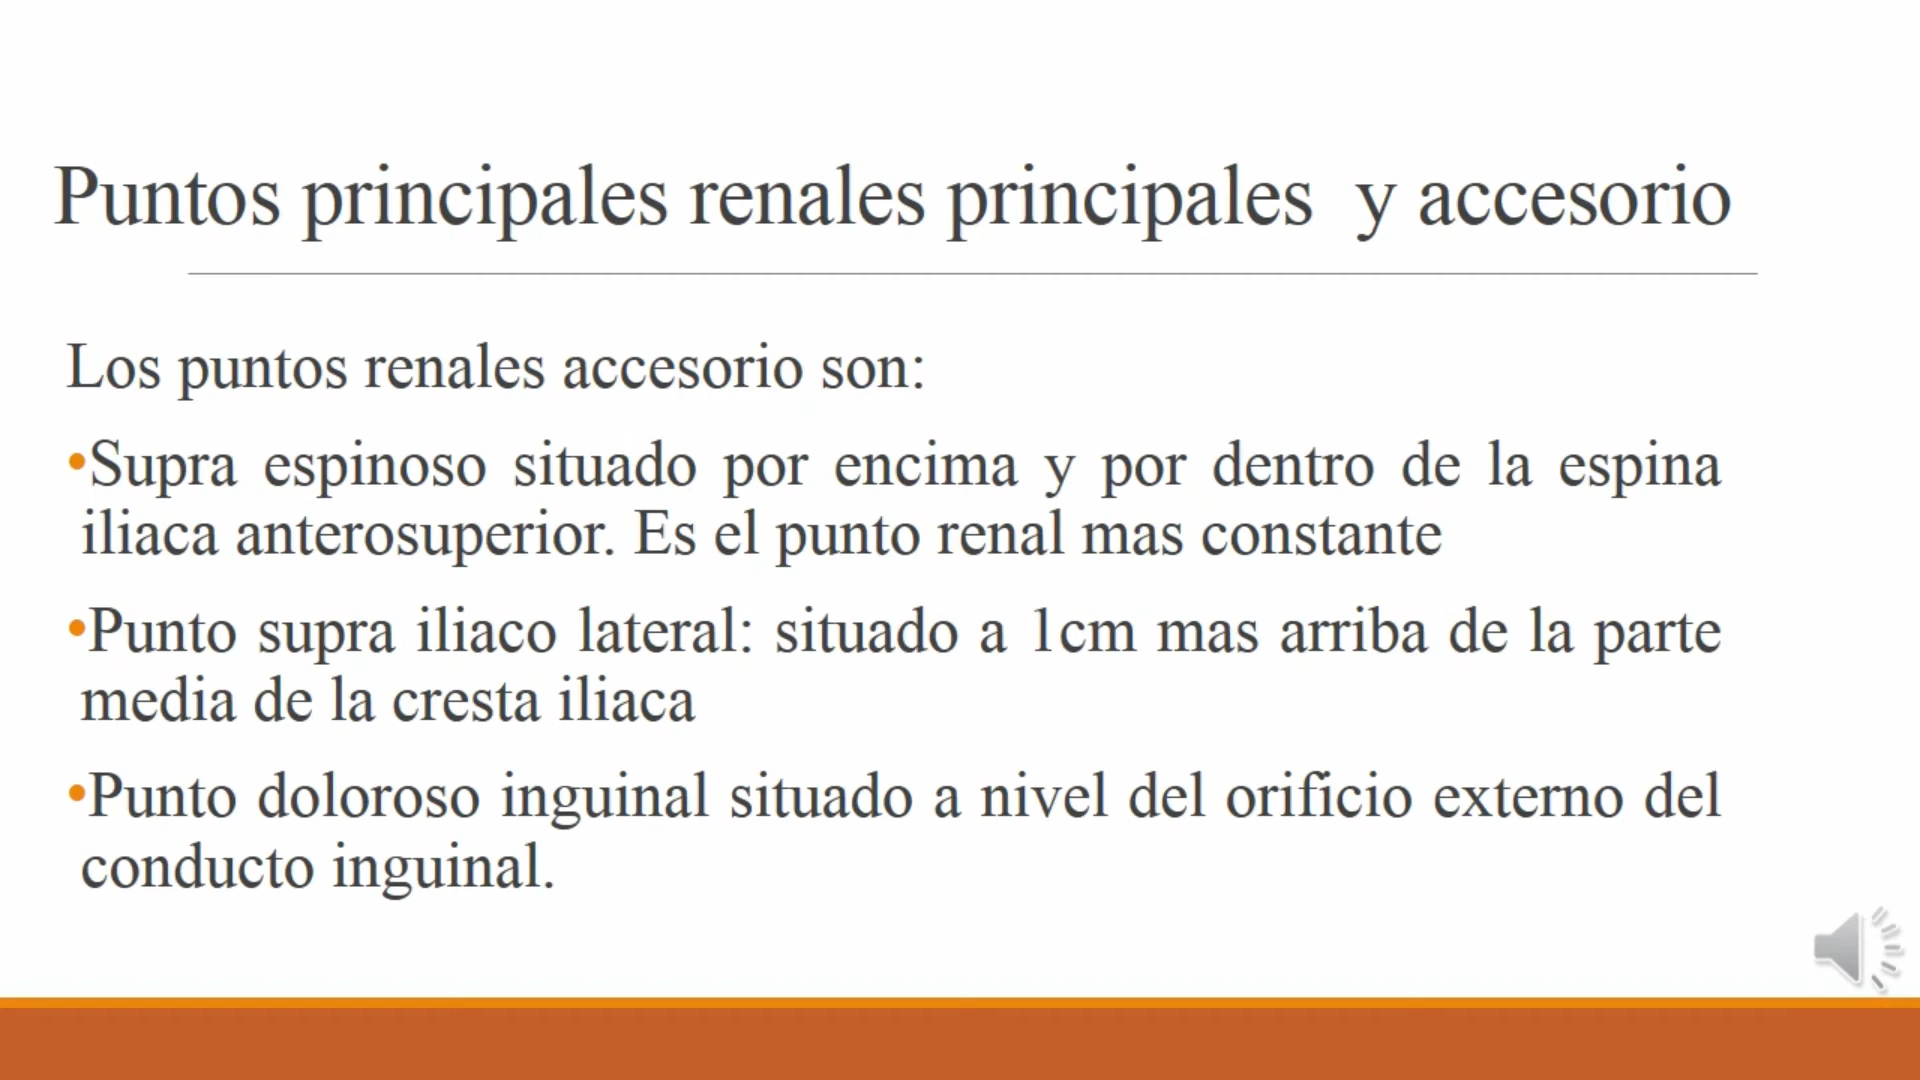 Puntos principales renales principales y accesorio
Los puntos renales accesorio son:
•Supra espinoso situado por encima y por dentro de la espina
iliaca anterosuperior. Es el punto renal mas constante
•Punto supra iliaco lateral: situado a 1cm mas arriba de la parte
media de la cresta iliaca
•Punto doloroso inguinal situado a nivel del orificio externo del
conducto inguinal.